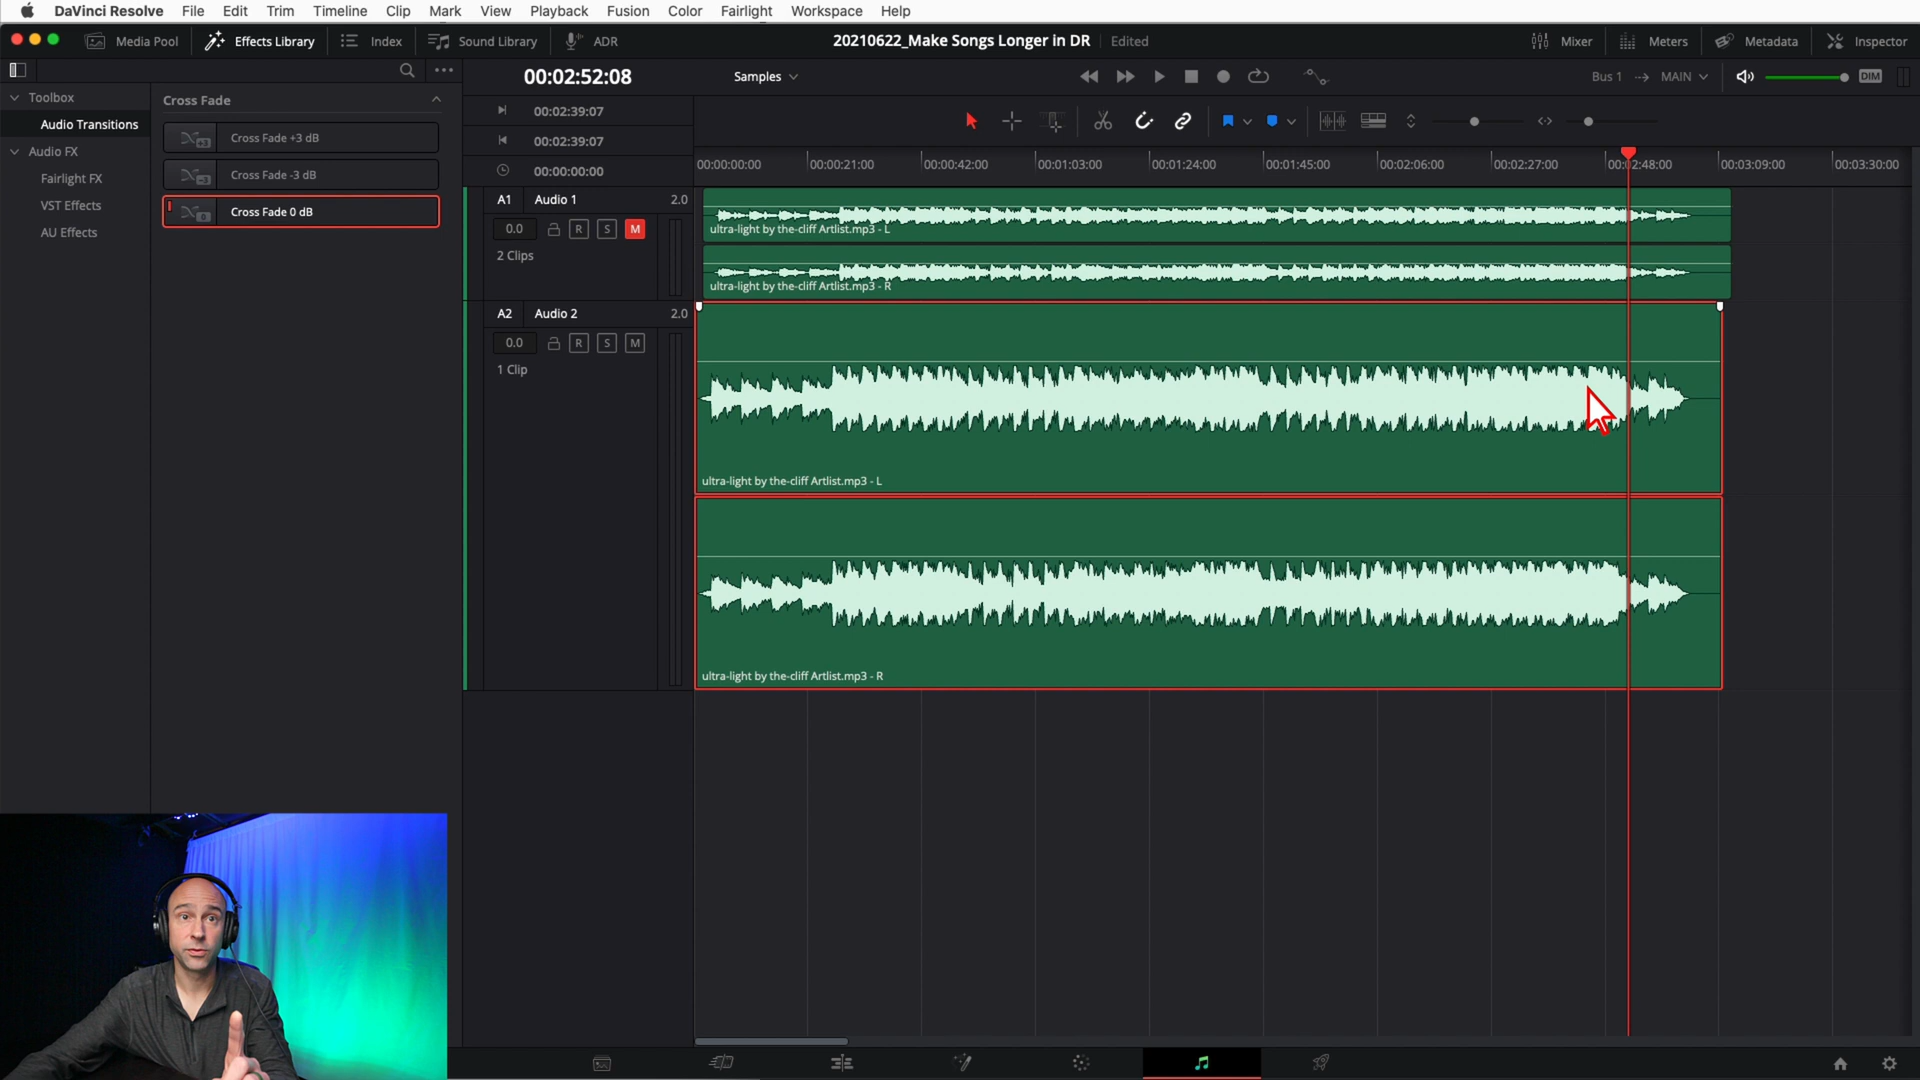 DaVinci Resolve File Edit Trim Timeline Clip Mark View Playback Fusion Color Fairlight Workspace Help
Media Pool Effects Library Index Sound Library ADR 20210622_Make Songs Longer in DR Edited Mixer Meters Metadata Inspector
00:02:52:08 Samples Bus 1 MAIN DIM
Toolbox
Audio Transitions
Audio FX
Fairlight FX
VST Effects
AU Effects
Cross Fade
Cross Fade +3 dB
Cross Fade -3 dB
Cross Fade 0 dB
00:02:39:07
00:02:39:07
00:00:00:00
00:00:00:00 00:00:21:00 00:00:42:00 00:01:03:00 00:01:24:00 00:01:45:00 00:02:06:00 00:02:27:00 00:02:48:00 00:03:09:00 00:03:30:00
A1 Audio 1 2.0
0.0 R S M
2 Clips
ultra-light by the-cliff Artlist.mp3 - L
ultra-light by the-cliff Artlist.mp3 - R
A2 Audio 2 2.0
0.0 R S M
1 Clip
ultra-light by the-cliff Artlist.mp3 - L
ultra-light by the-cliff Artlist.mp3 - R